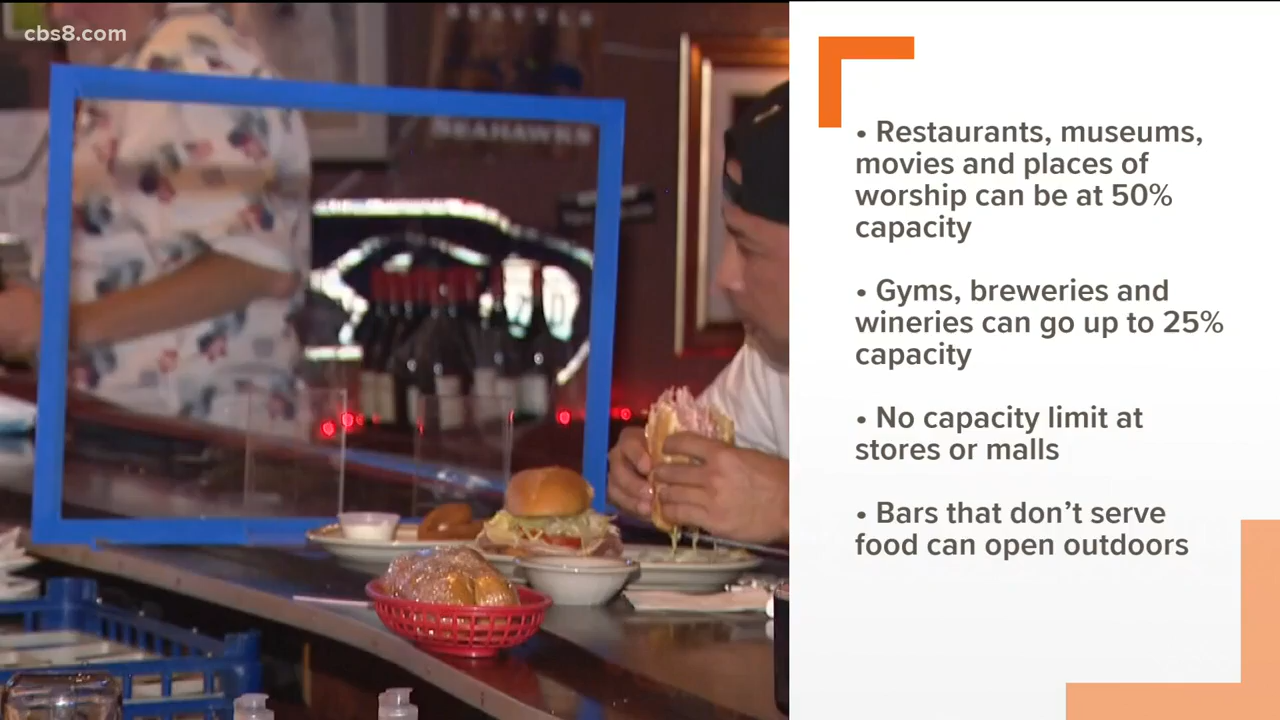 cbs8.com
SEATTLE
SEAHAWKS
• Restaurants, museums,
movies and places of
worship can be at 50%
capacity
• Gyms, breweries and
wineries can go up to 25%
capacity
• No capacity limit at
stores or malls
• Bars that don’t serve
food can open outdoors